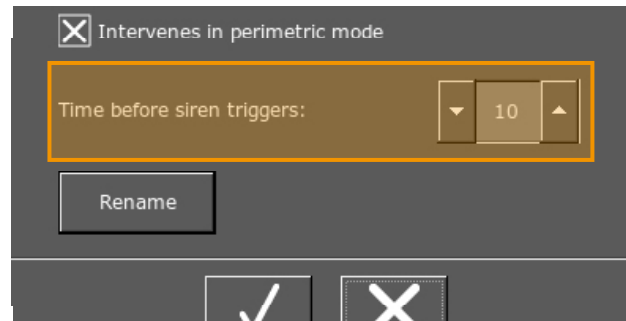 Intervenes in perimetric mode
Time before siren triggers: 10
Rename